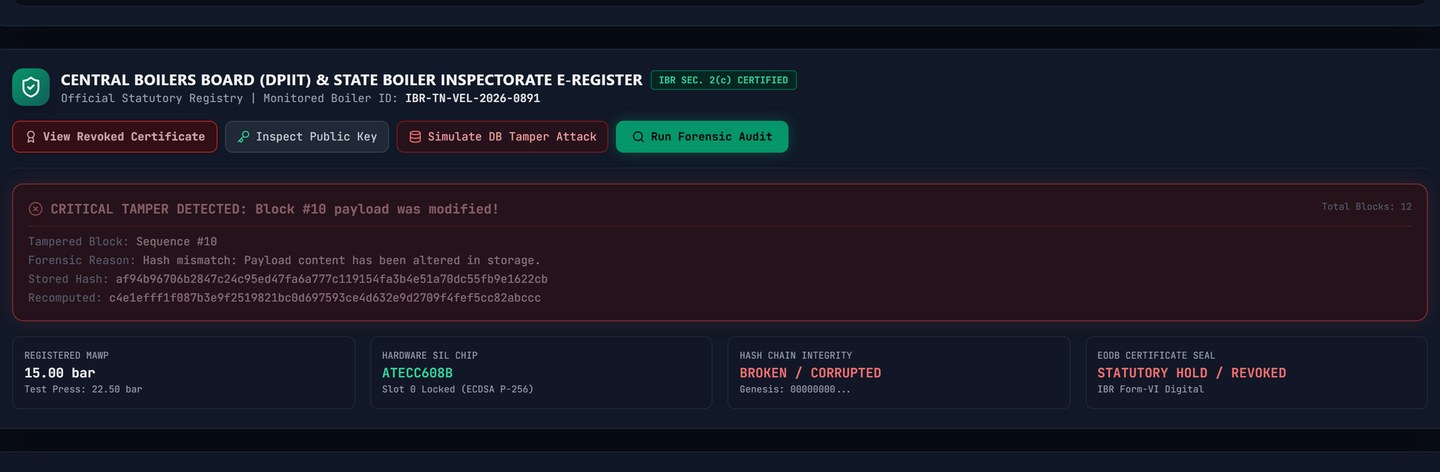 CENTRAL BOILERS BOARD (DPIIT) & STATE BOILER INSPECTORATE E-REGISTER IBR SEC. 2(c) CERTIFIED
Official Statutory Registry | Monitored Boiler ID: IBR-TN-VEL-2026-0891
View Revoked Certificate Inspect Public Key Simulate DB Tamper Attack Run Forensic Audit
CRITICAL TAMPER DETECTED: Block #10 payload was modified! Total Blocks: 12
Tampered Block: Sequence #10
Forensic Reason: Hash mismatch: Payload content has been altered in storage.
Stored Hash: af94b96706b2847c24c95ed47fa6a777c119154fa3b4e51a70dc55fb9e1622cb
Recomputed: c4e1efff1f087b3e9f2519821bc0d697593ce4d632e9d2709f4fef5cc82abccc
REGISTERED MAWP
15.00 bar
Test Press: 22.50 bar
HARDWARE SIL CHIP
ATECC608B
Slot 0 Locked (ECDSA P-256)
HASH CHAIN INTEGRITY
BROKEN / CORRUPTED
Genesis: 00000000...
EODB CERTIFICATE SEAL
STATUTORY HOLD / REVOKED
IBR Form-VI Digital